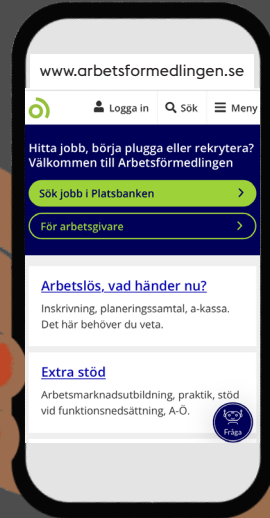 www.arbetsformedlingen.se
Logga in Sök Meny
Hitta jobb, börja plugga eller rekrytera?
Välkommen till Arbetsförmedlingen
Sök jobb i Platsbanken
För arbetsgivare
Arbetslös, vad händer nu?
Inskrivning, planeringssamtal, a-kassa.
Det här behöver du veta.
Extra stöd
Arbetsmarknadsutbildning, praktik, stöd
vid funktionsnedsättning, A-Ö.
Fråga